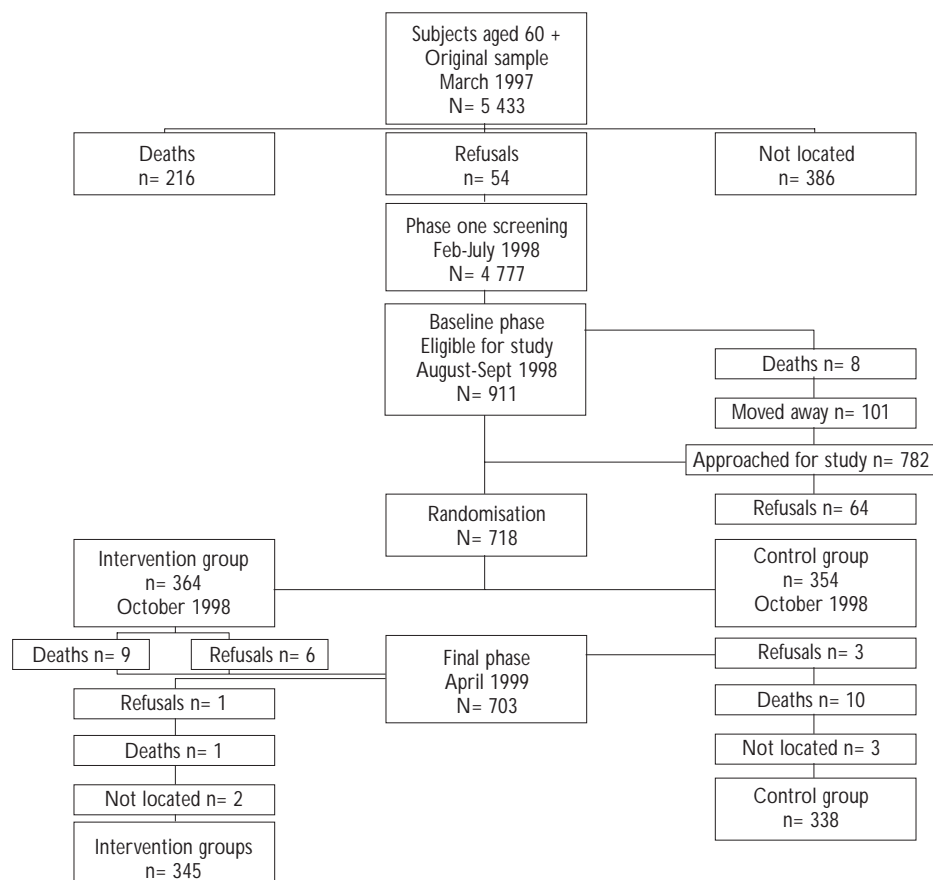 Subjects aged 60 +
Original sample
March 1997
N= 5 433
Deaths
n= 216
Refusals
n= 54
Not located
n= 386
Phase one screening
Feb-July 1998
N= 4 777
Baseline phase
Eligible for study
August-Sept 1998
N= 911
Deaths n= 8
Moved away n= 101
Approached for study n= 782
Refusals n= 64
Randomisation
N= 718
Intervention group
n= 364
October 1998
Control group
n= 354
October 1998
Deaths n= 9
Refusals n= 6
Final phase
April 1999
N= 703
Refusals n= 3
Refusals n= 1
Deaths n= 10
Deaths n= 1
Not located n= 3
Not located n= 2
Control group
n= 338
Intervention groups
n= 345